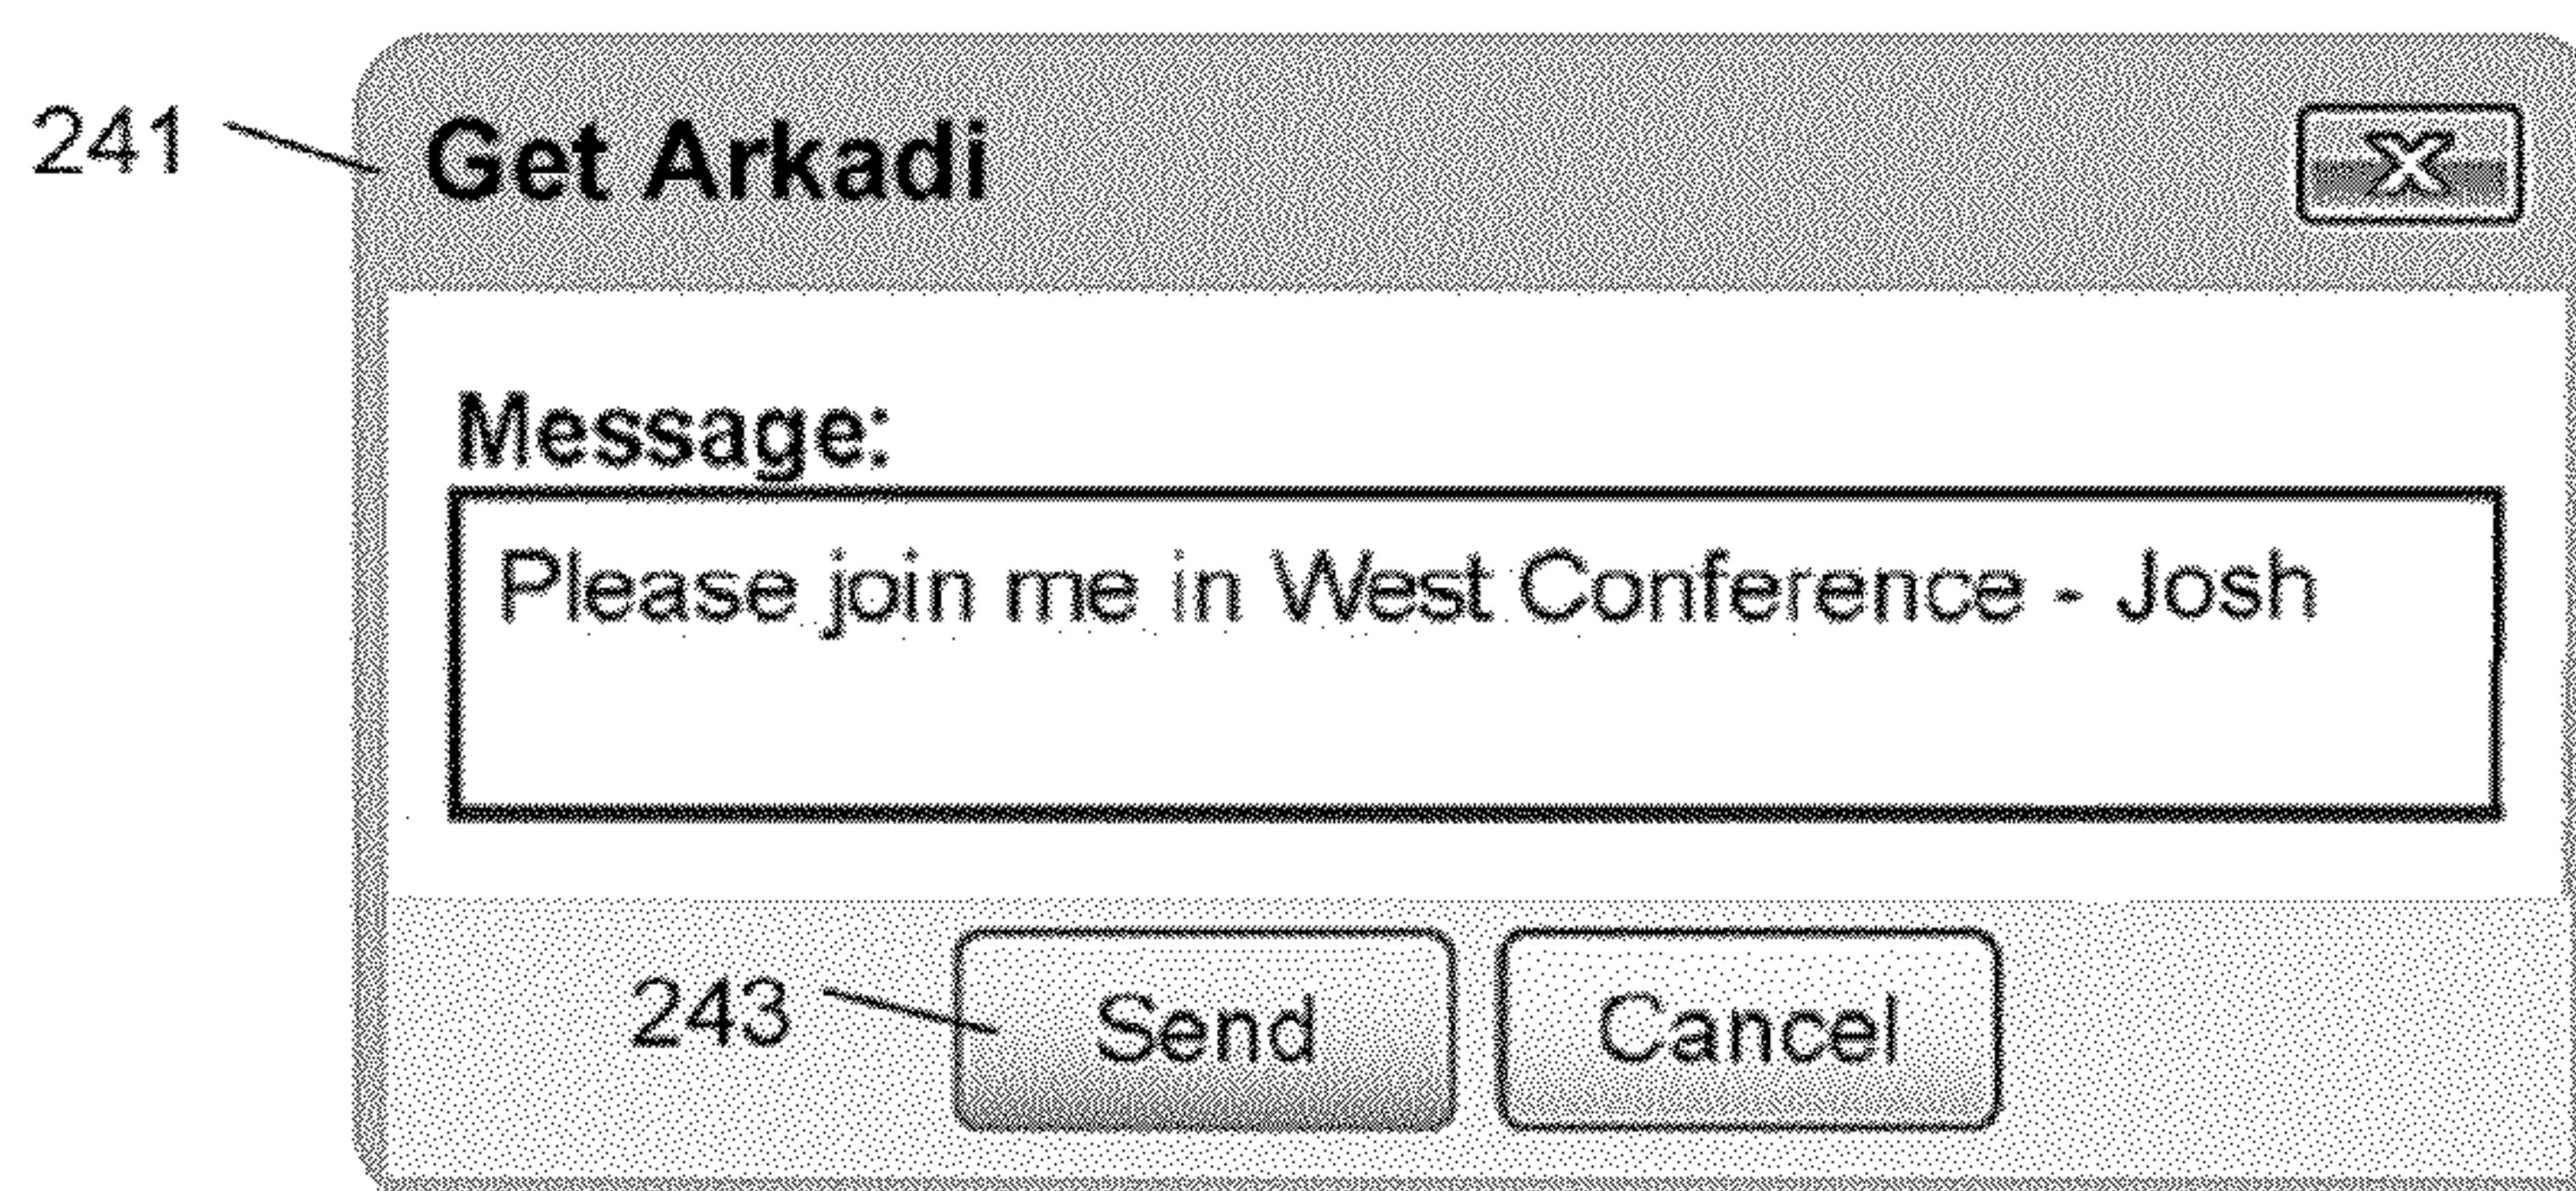 241
Get Arkadi
X
Message:
Please join me in West Conference - Josh
243
Send
Cancel